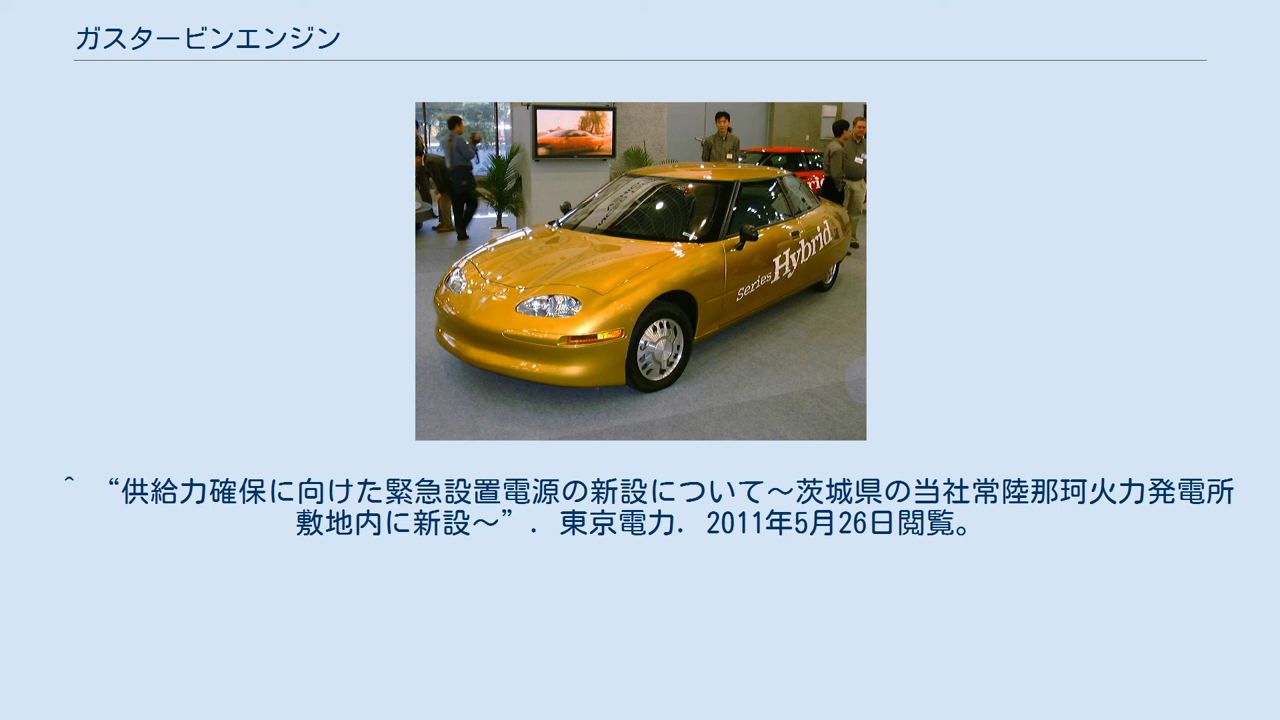 ガスタービンエンジン
Series Hybrid
^ “供給力確保に向けた緊急設置電源の新設について～茨城県の当社常陸那珂火力発電所
敷地内に新設～”. 東京電力. 2011年5月26日閲覧。